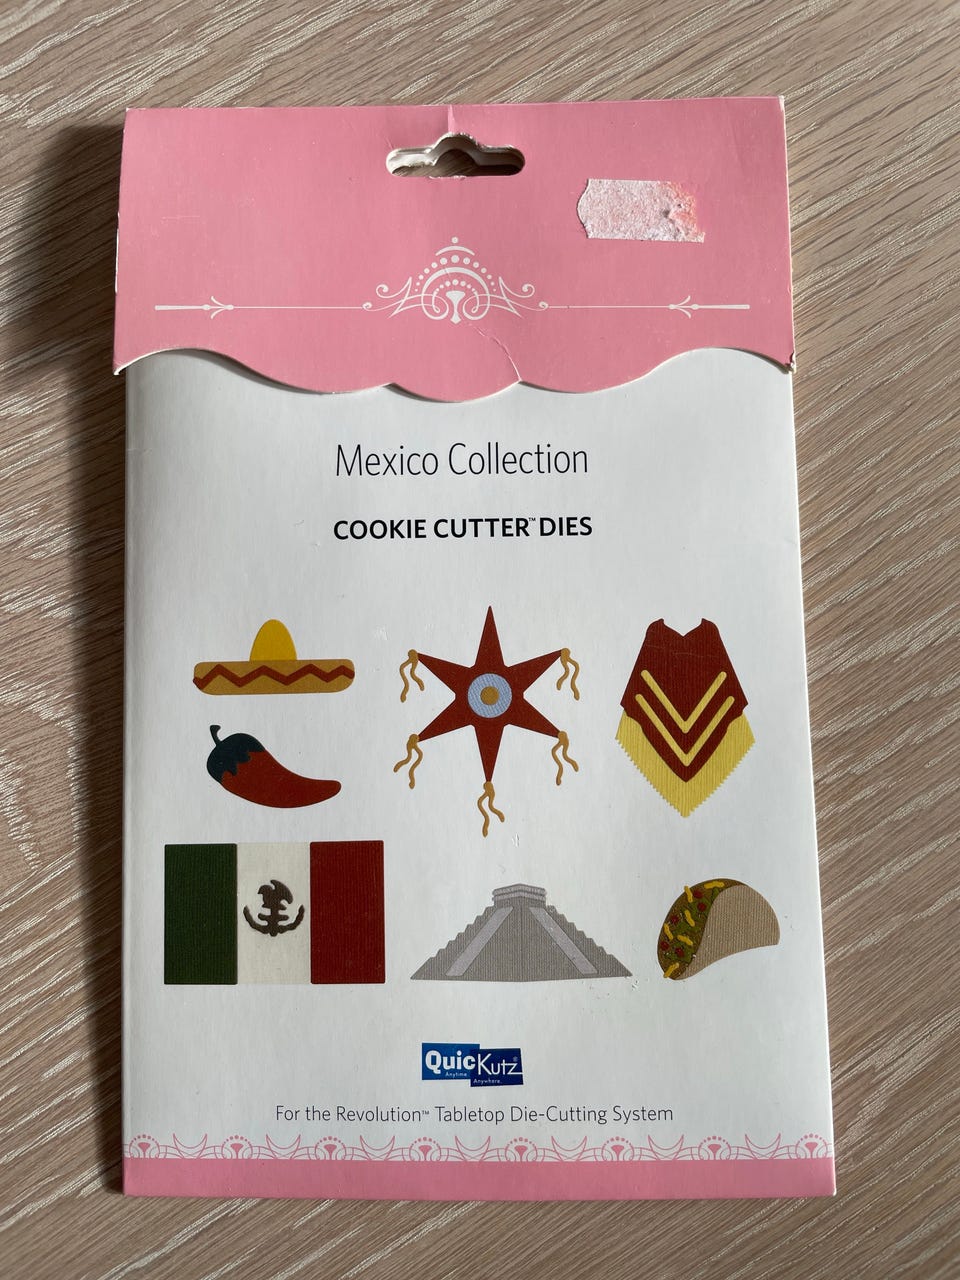 Mexico Collection
COOKIE CUTTER™ DIES
QuicKutz®
Anytime.
Anywhere.
For the Revolution™ Tabletop Die-Cutting System